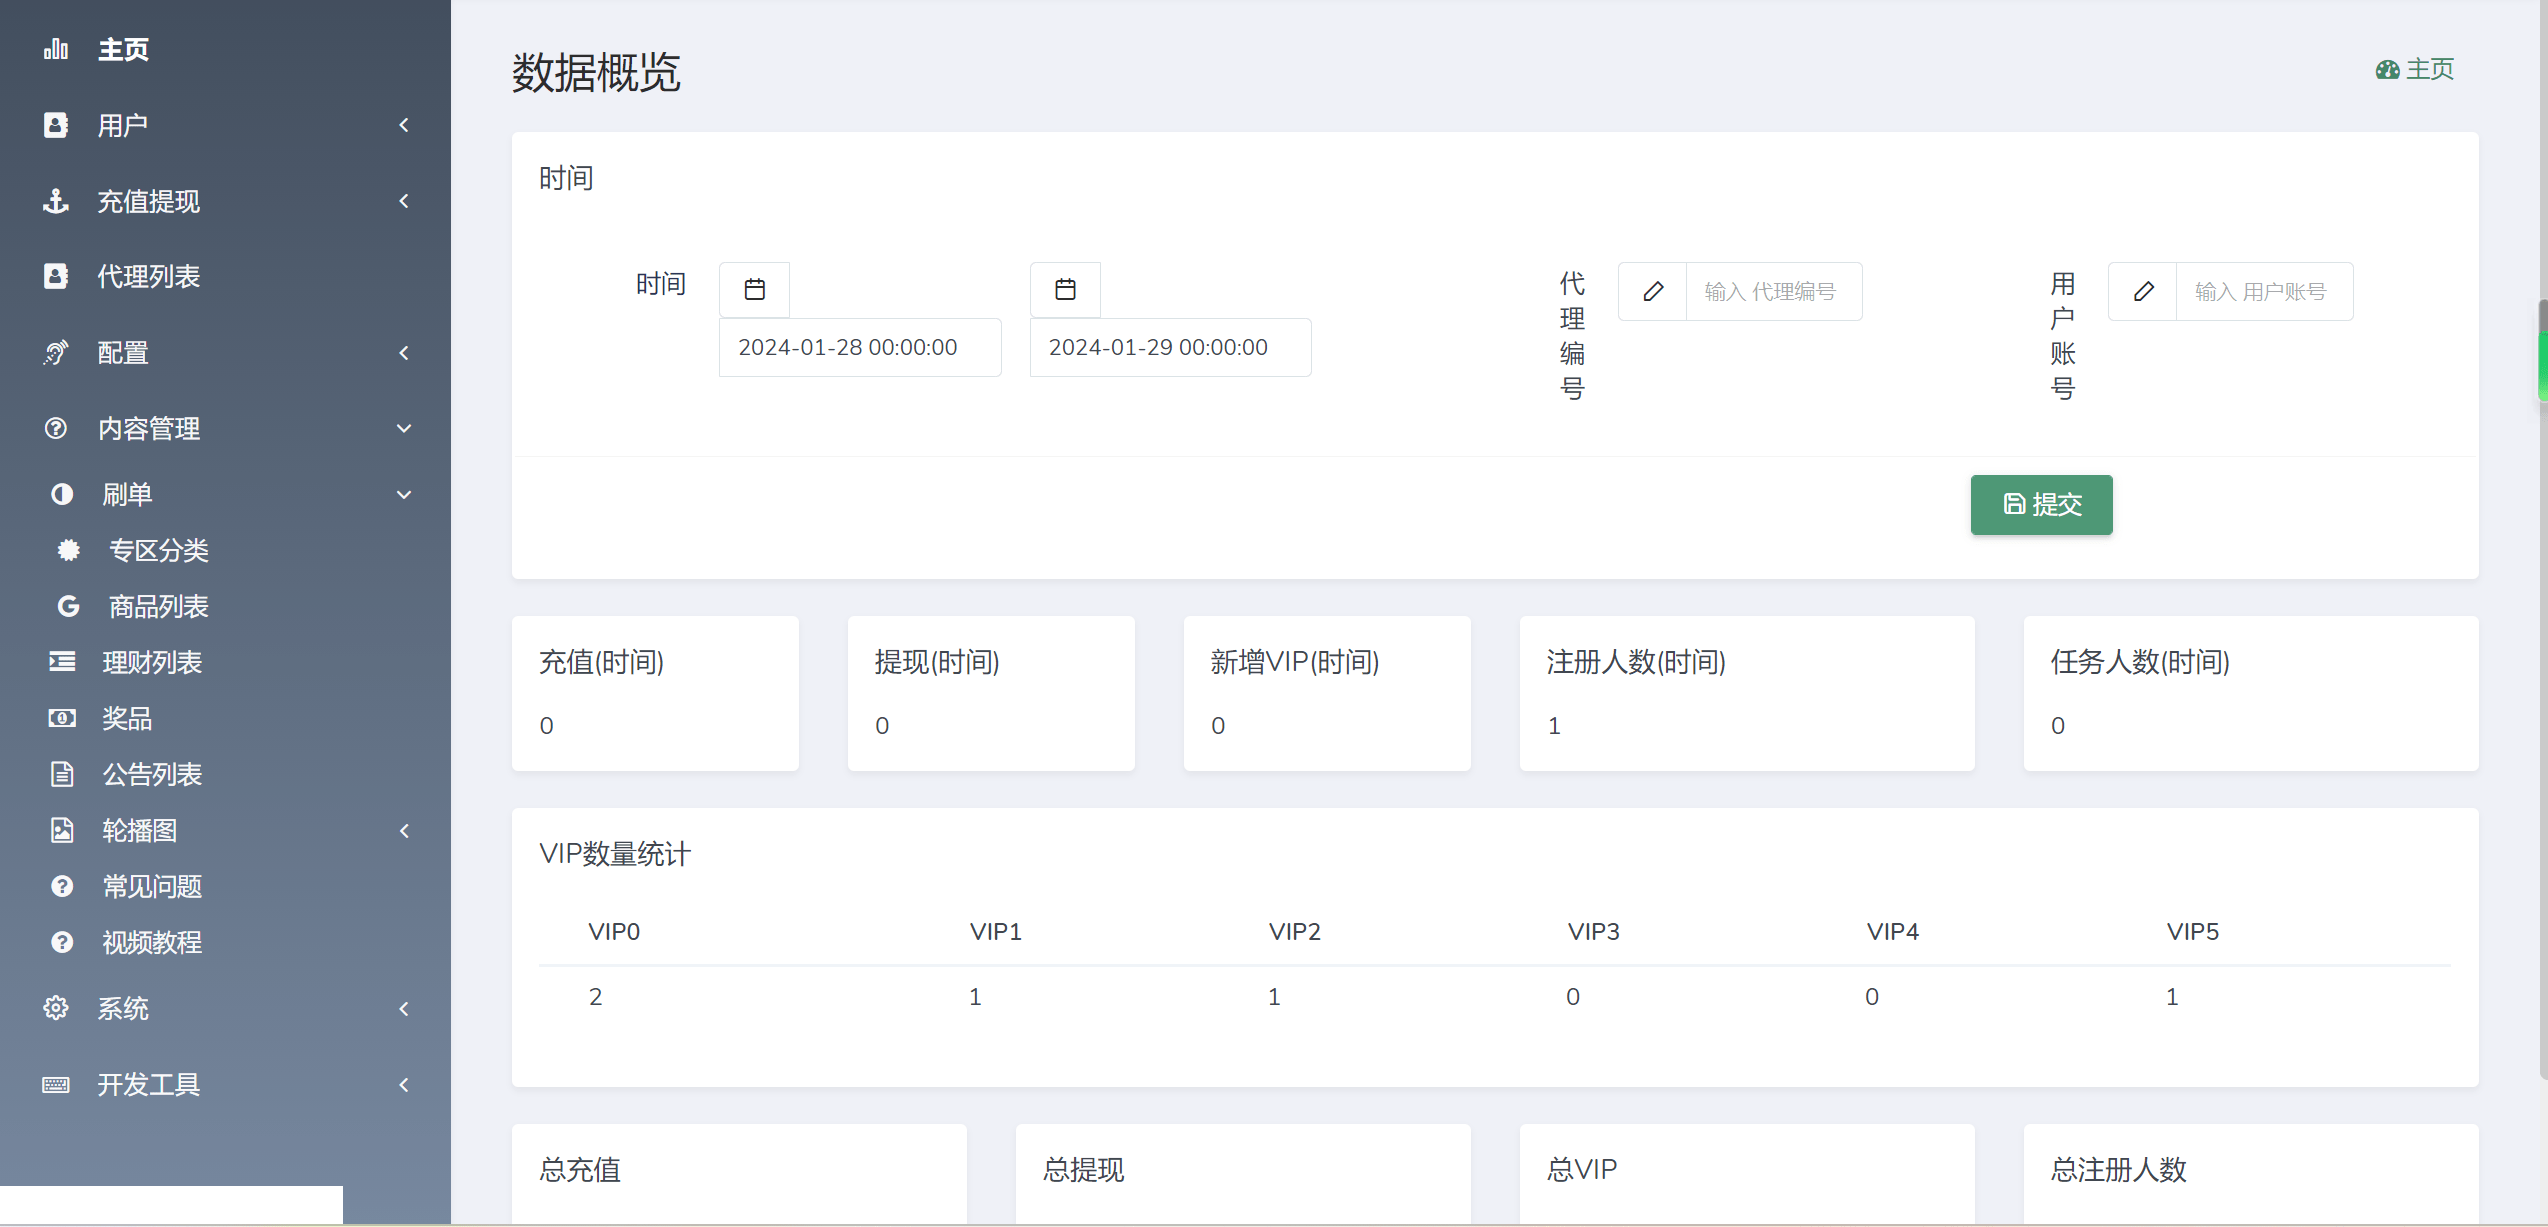 主页
用户
充值提现
代理列表
配置
内容管理
刷单
专区分类
商品列表
理财列表
奖品
公告列表
轮播图
常见问题
视频教程
系统
开发工具
数据概览
主页
时间
时间
2024-01-28 00:00:00
2024-01-29 00:00:00
代理编号
输入 代理编号
用户账号
输入 用户账号
提交
充值(时间)
0
提现(时间)
0
新增VIP(时间)
0
注册人数(时间)
1
任务人数(时间)
0
VIP数量统计
VIP0 VIP1 VIP2 VIP3 VIP4 VIP5
2 1 1 0 0 1
总充值
总提现
总VIP
总注册人数